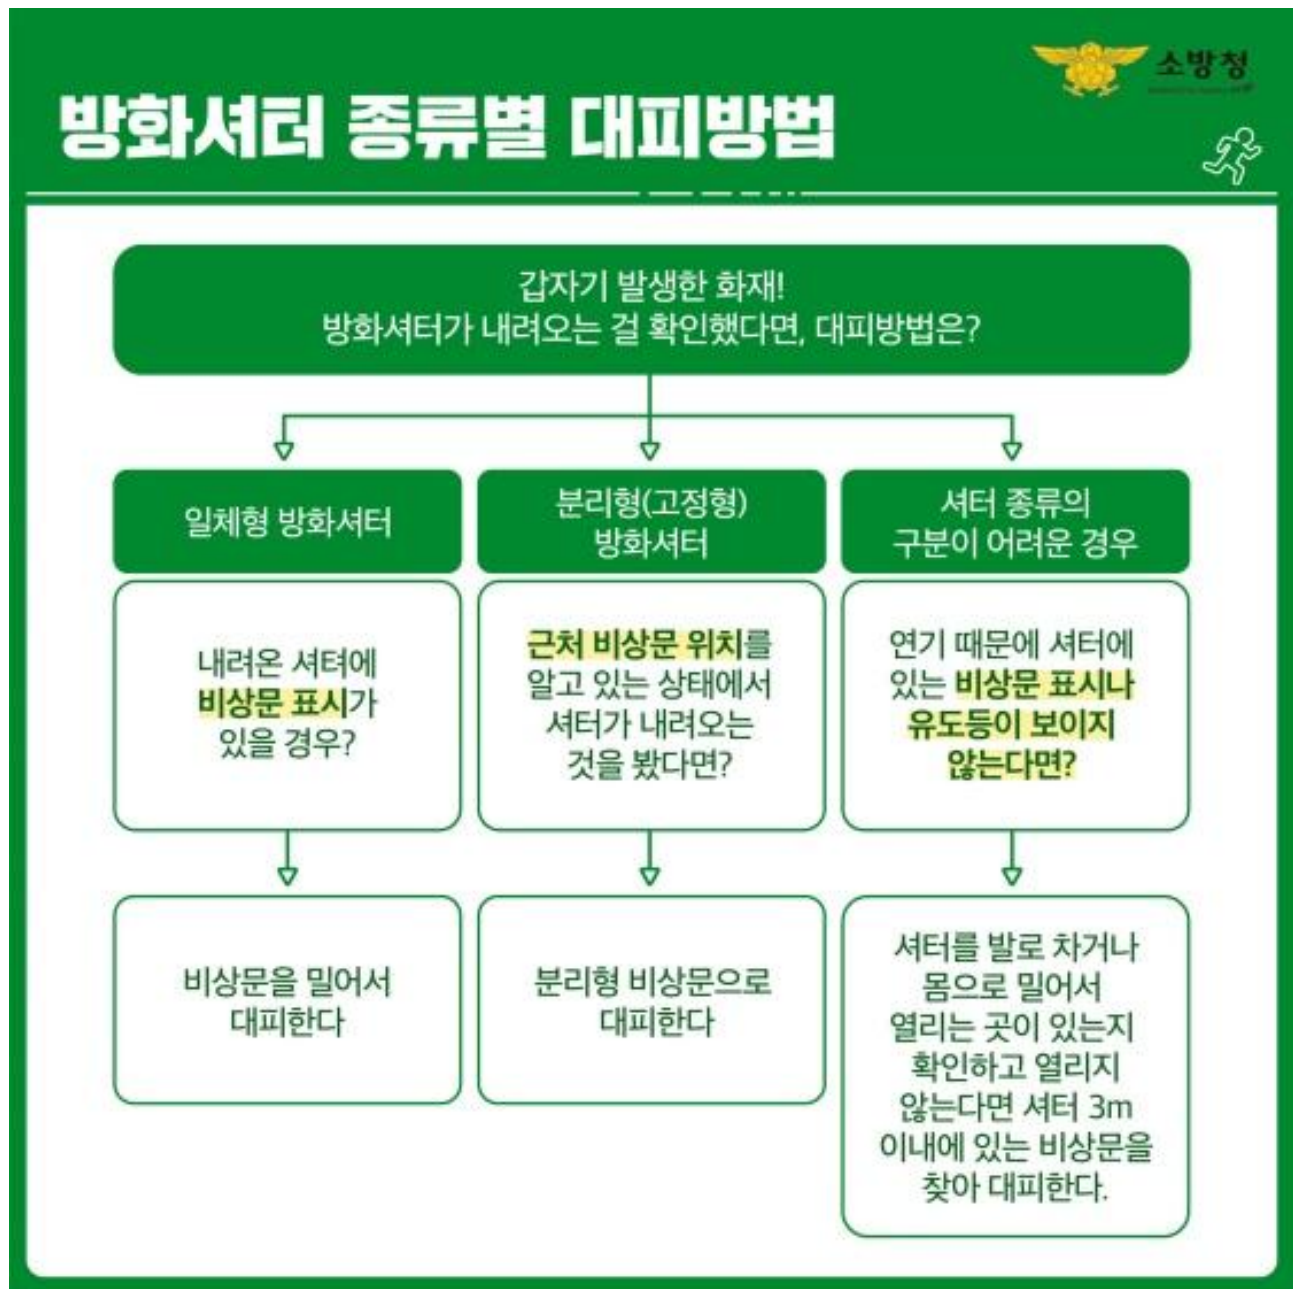 소방청
방화셔터 종류별 대피방법
갑자기 발생한 화재!
방화셔터가 내려오는 걸 확인했다면, 대피방법은?
일체형 방화셔터
내려온 셔텨에
비상문 표시가
있을 경우?
비상문을 밀어서
대피한다
분리형(고정형)
방화셔터
근처 비상문 위치를
알고 있는 상태에서
셔터가 내려오는
것을 봤다면?
분리형 비상문으로
대피한다
셔터 종류의
구분이 어려운 경우
연기 때문에 셔터에
있는 비상문 표시나
유도등이 보이지
않는다면?
셔터를 발로 차거나
몸으로 밀어서
열리는 곳이 있는지
확인하고 열리지
않는다면 셔터 3m
이내에 있는 비상문을
찾아 대피한다.